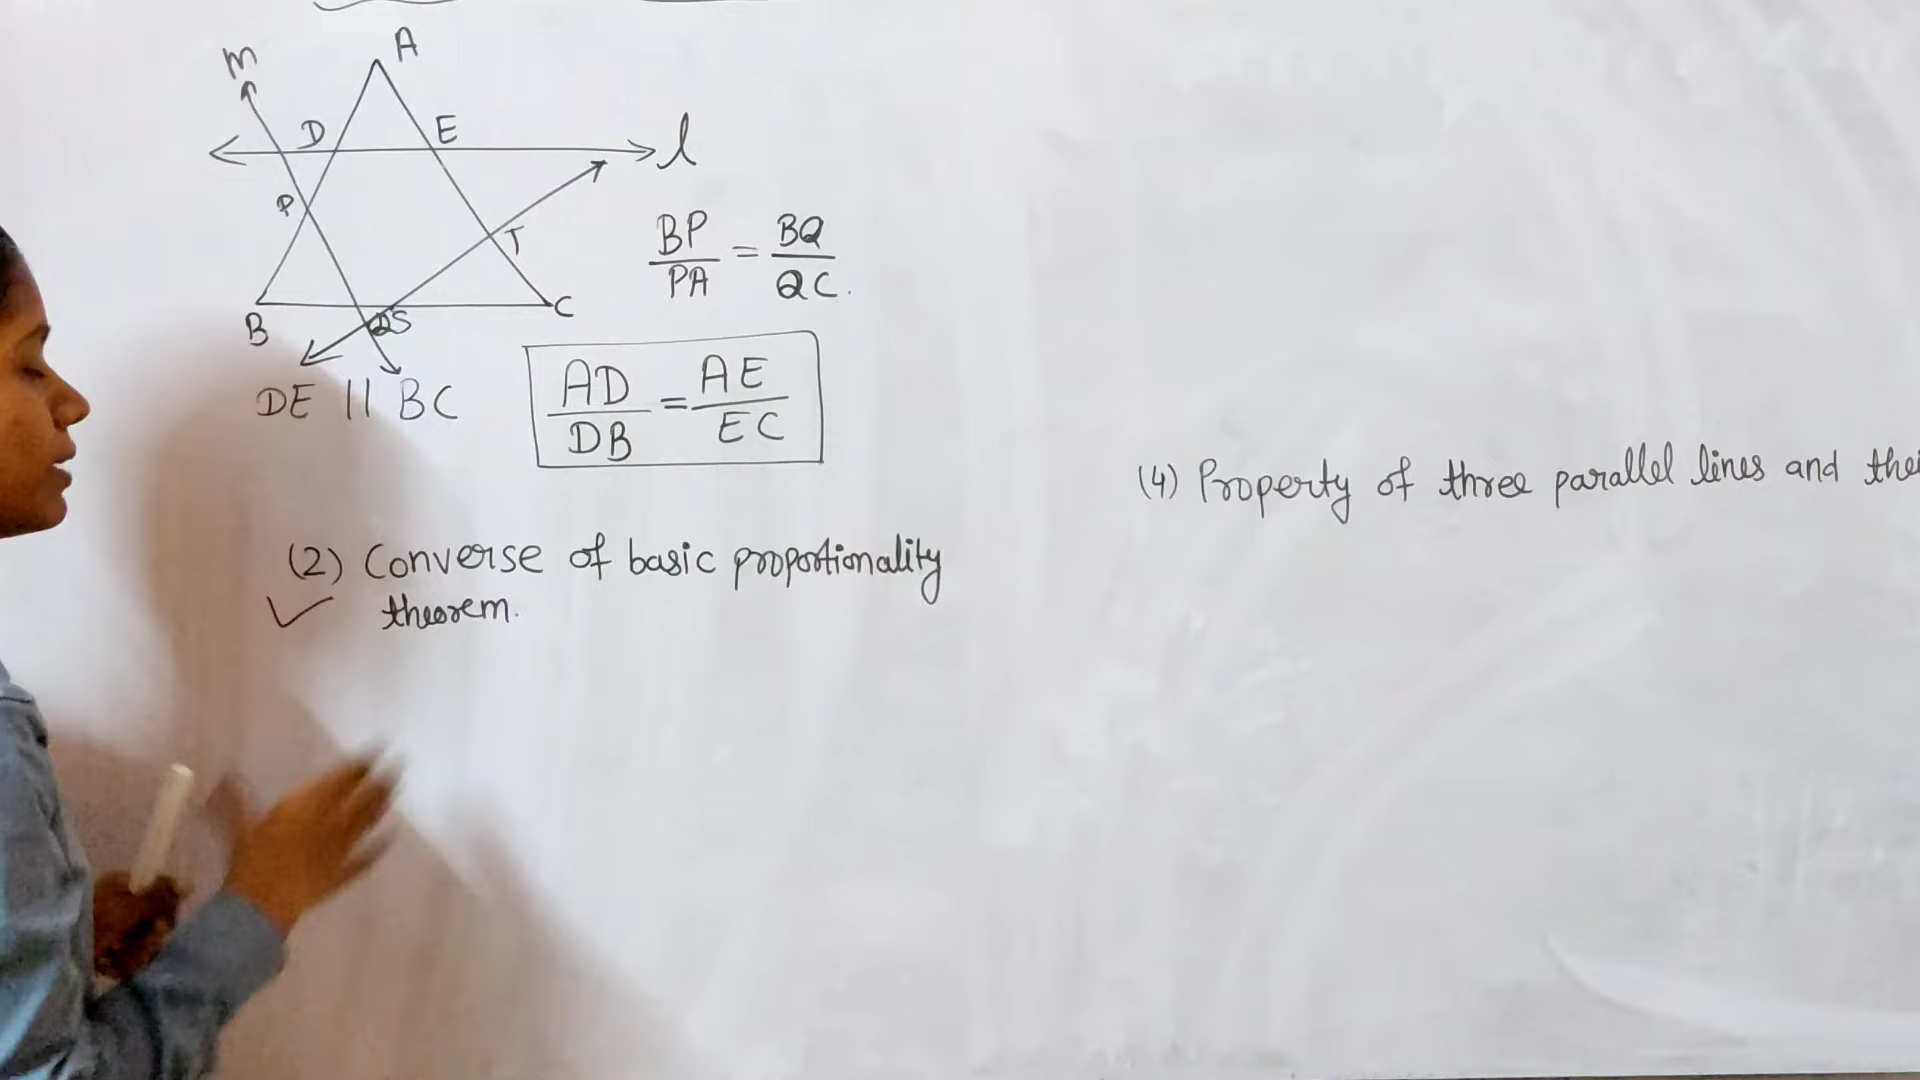 m
A
D
E
l
P
T
BP/PA = BQ/QC.
B
QS
C
DE || BC
AD/DB = AE/EC
(4) Property of three parallel lines and thei
(2) Converse of basic proportionality
theorem.